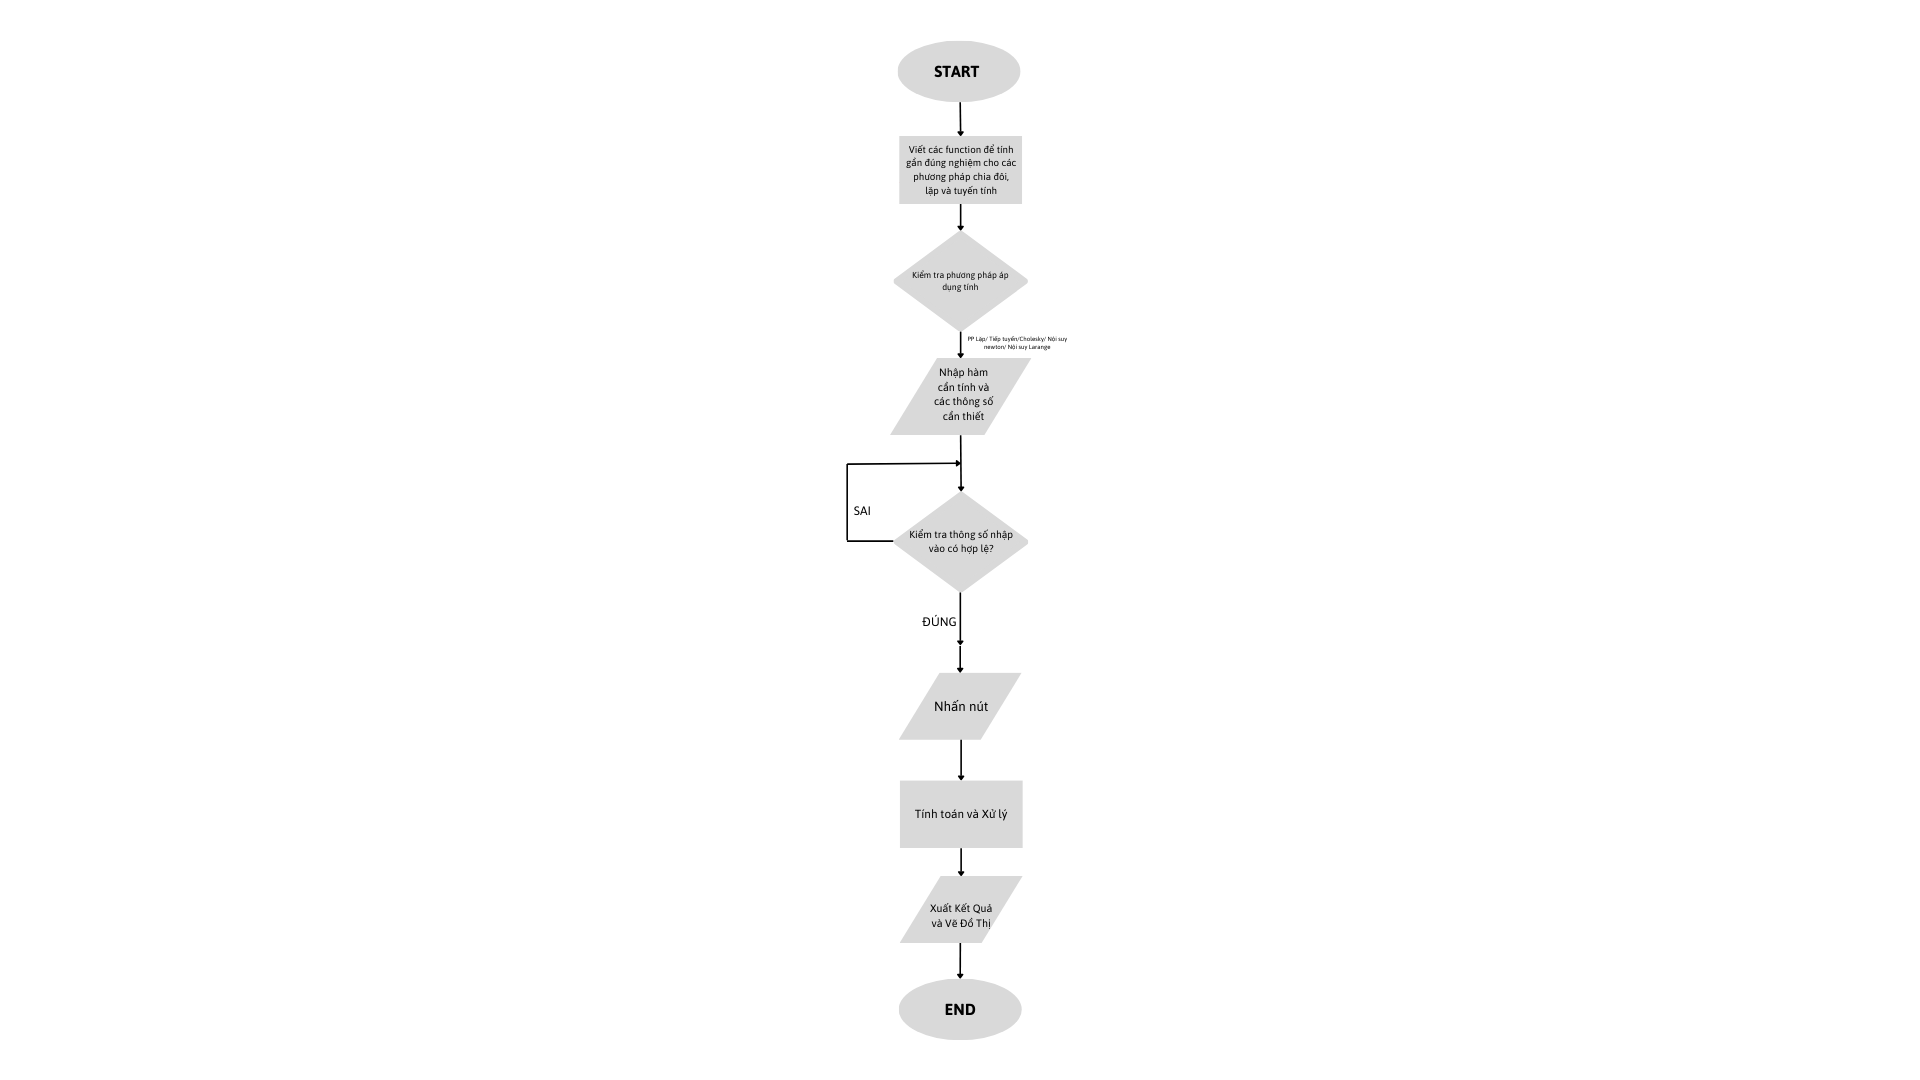 START
Viết các function để tính
gần đúng nghiệm cho các
phương pháp chia đôi,
lặp và tuyến tính
Kiểm tra phương pháp áp
dụng tính
PP Lặp/ Tiếp tuyến/Cholesky/ Nội suy
newton/ Nội suy Larange
Nhập hàm
cần tính và
các thông số
cần thiết
SAI
Kiểm tra thông số nhập
vào có hợp lệ?
ĐÚNG
Nhấn nút
Tính toán và Xử lý
Xuất Kết Quả
và Vẽ Đồ Thị
END